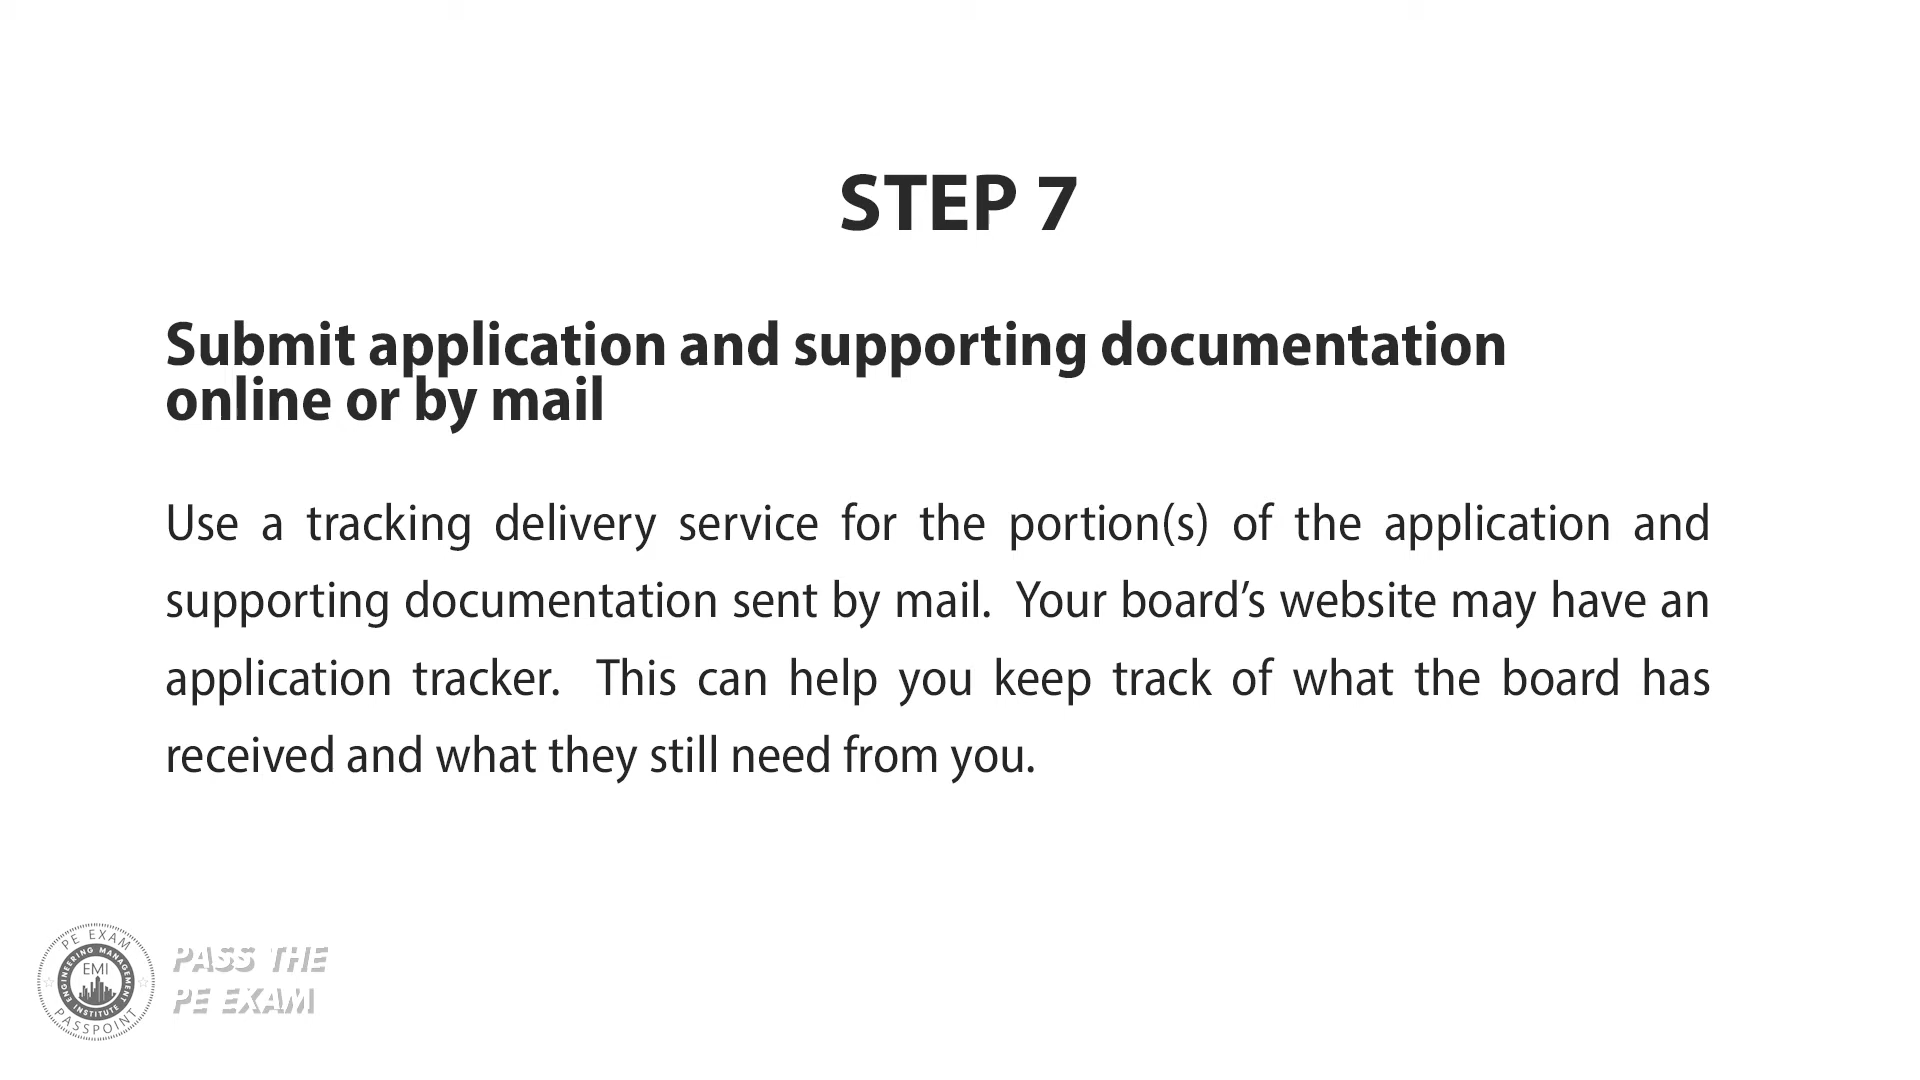 STEP 7
Submit application and supporting documentation
online or by mail
Use a tracking delivery service for the portion(s) of the application and
supporting documentation sent by mail.  Your board’s website may have an
application tracker.  This can help you keep track of what the board has
received and what they still need from you.
PE EXAM
ENGINEERING MANAGEMENT
EMI
INSTITUTE
PASSPOINT
PASS THE
PE EXAM